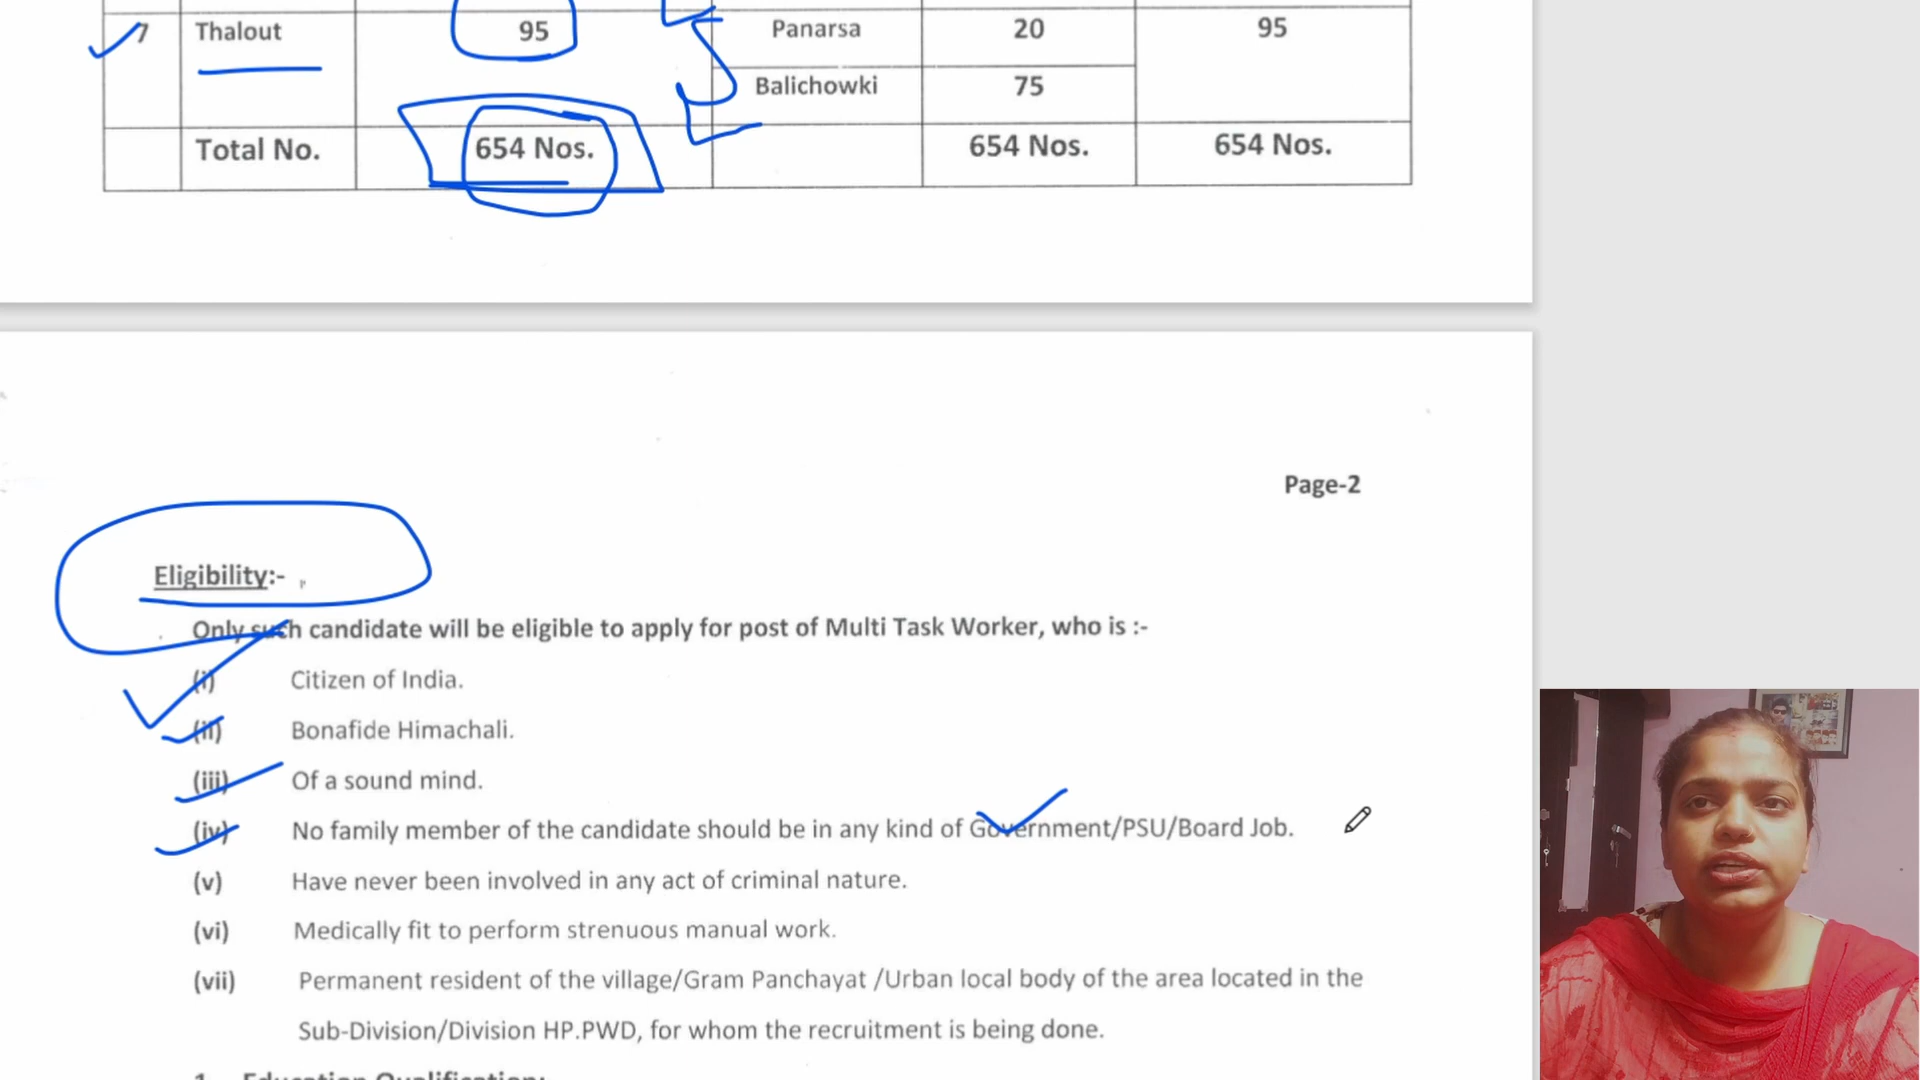 7 Thalout 95 Panarsa 20 95
Balichowki 75
Total No. 654 Nos. 654 Nos. 654 Nos.
Page-2
Eligibility:-
Only such candidate will be eligible to apply for post of Multi Task Worker, who is :-
(i) Citizen of India.
(ii) Bonafide Himachali.
(iii) Of a sound mind.
(iv) No family member of the candidate should be in any kind of Government/PSU/Board Job.
(v) Have never been involved in any act of criminal nature.
(vi) Medically fit to perform strenuous manual work.
(vii) Permanent resident of the village/Gram Panchayat /Urban local body of the area located in the
Sub-Division/Division HP.PWD, for whom the recruitment is being done.
1. Education Qualification: